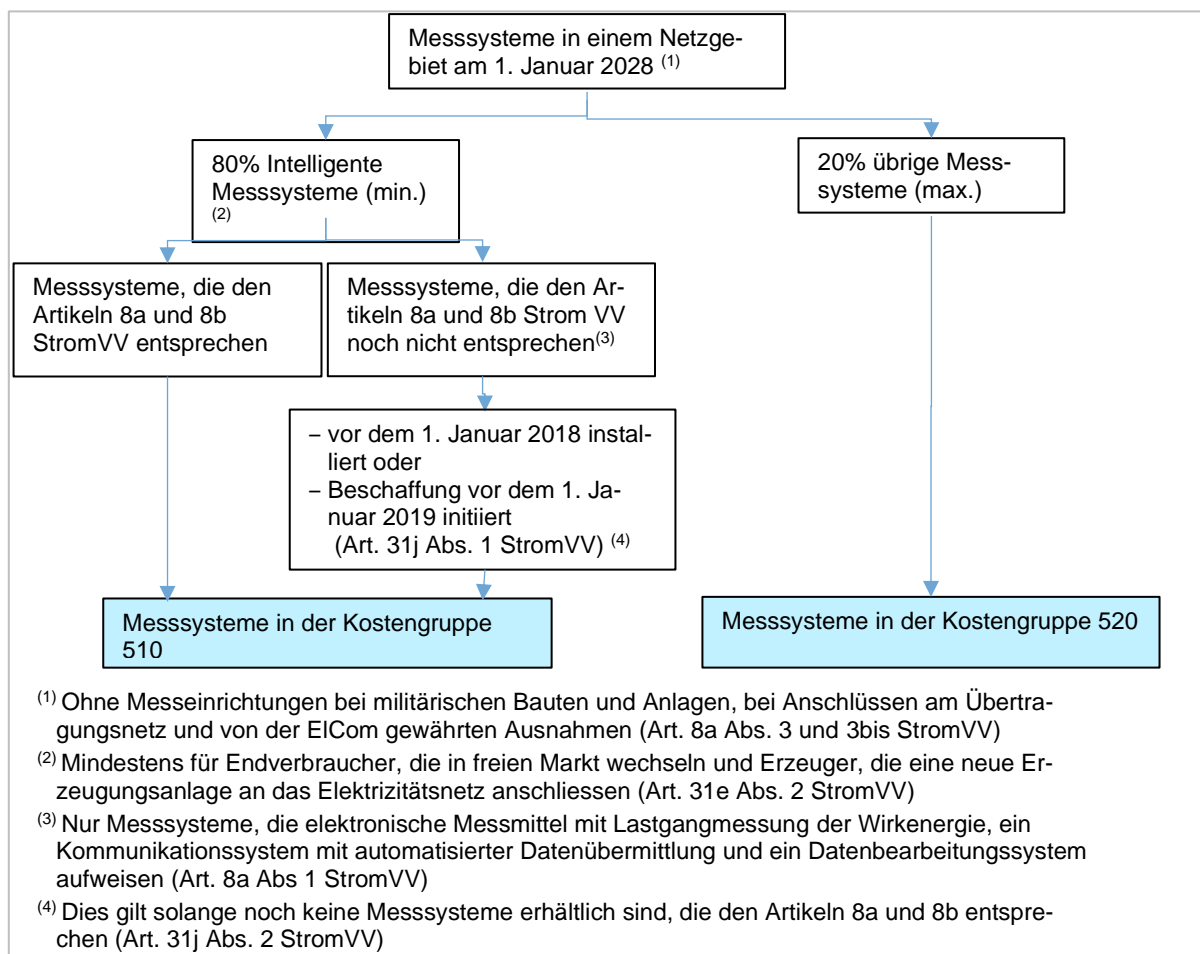 Messsysteme in einem Netzge-
biet am 1. Januar 2028 (1)
80% Intelligente
Messsysteme (min.)
(2)
20% übrige Mess-
systeme (max.)
Messsysteme, die den
Artikeln 8a und 8b
StromVV entsprechen
Messsysteme, die den Ar-
tikeln 8a und 8b Strom VV
noch nicht entsprechen(3)
– vor dem 1. Januar 2018 instal-
liert oder
– Beschaffung vor dem 1. Ja-
nuar 2019 initiiert
(Art. 31j Abs. 1 StromVV) (4)
Messsysteme in der Kostengruppe
510
Messsysteme in der Kostengruppe 520
(1) Ohne Messeinrichtungen bei militärischen Bauten und Anlagen, bei Anschlüssen am Übertra-
gungsnetz und von der ElCom gewährten Ausnahmen (Art. 8a Abs. 3 und 3bis StromVV)
(2) Mindestens für Endverbraucher, die in freien Markt wechseln und Erzeuger, die eine neue Er-
zeugungsanlage an das Elektrizitätsnetz anschliessen (Art. 31e Abs. 2 StromVV)
(3) Nur Messsysteme, die elektronische Messmittel mit Lastgangmessung der Wirkenergie, ein
Kommunikationssystem mit automatisierter Datenübermittlung und ein Datenbearbeitungssystem
aufweisen (Art. 8a Abs 1 StromVV)
(4) Dies gilt solange noch keine Messsysteme erhältlich sind, die den Artikeln 8a und 8b entspre-
chen (Art. 31j Abs. 2 StromVV)